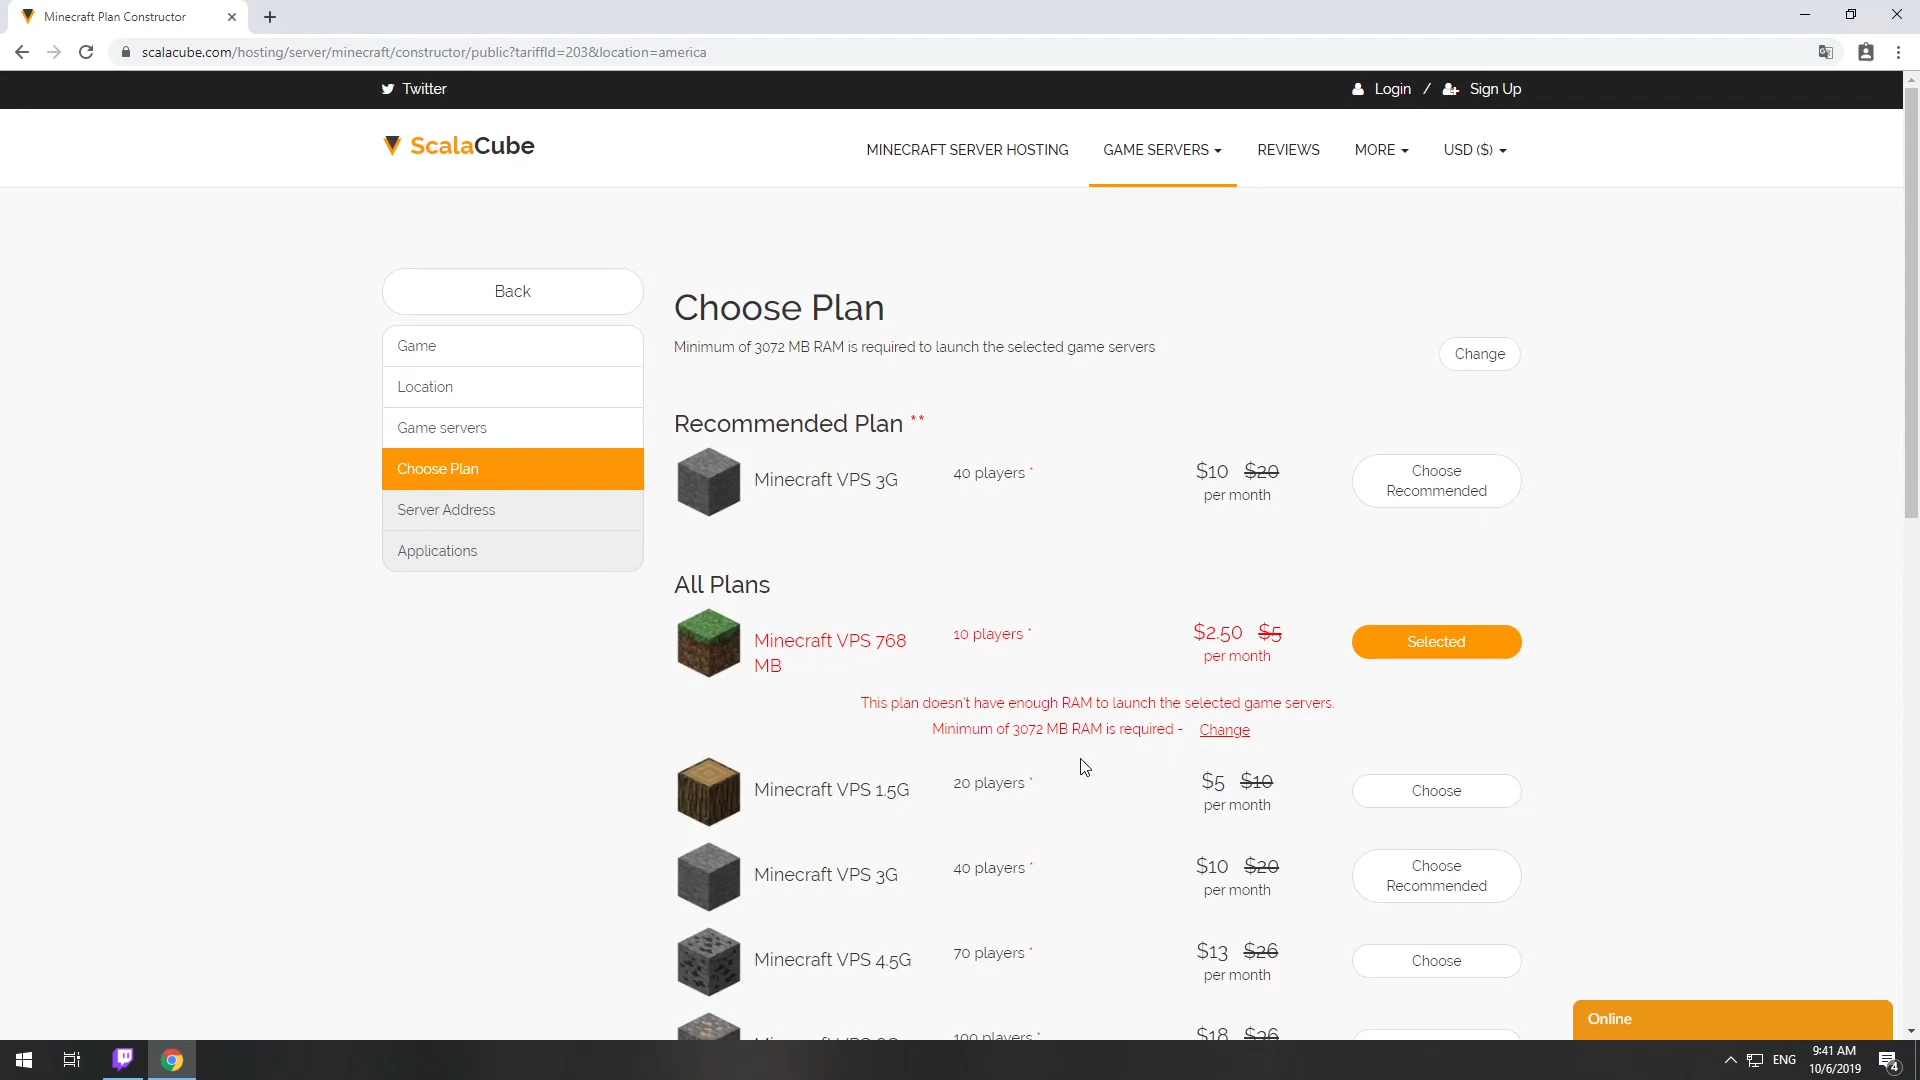 Minecraft Plan Constructor
scalacube.com/hosting/server/minecraft/constructor/public?tariffId=203&location=america
Twitter
Login / Sign Up
ScalaCube
MINECRAFT SERVER HOSTING
GAME SERVERS
REVIEWS
MORE
USD ($)
Back
Game
Location
Game servers
Choose Plan
Server Address
Applications
Choose Plan
Minimum of 3072 MB RAM is required to launch the selected game servers
Change
Recommended Plan **
Minecraft VPS 3G
40 players *
$10 $20
per month
Choose
Recommended
All Plans
Minecraft VPS 768
MB
10 players *
$2.50 $5
per month
Selected
This plan doesn't have enough RAM to launch the selected game servers.
Minimum of 3072 MB RAM is required - Change
Minecraft VPS 1.5G
20 players *
$5 $10
per month
Choose
Minecraft VPS 3G
40 players *
$10 $20
per month
Choose
Recommended
Minecraft VPS 4.5G
70 players *
$13 $26
per month
Choose
100 players *
$18 $36
Online
ENG
9:41 AM
10/6/2019
4